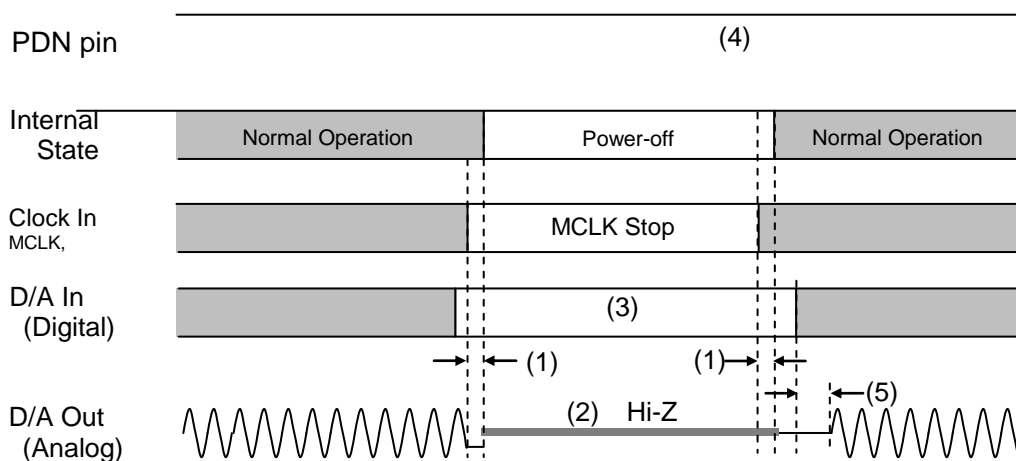 PDN pin
(4)
Internal
State
Normal Operation
Power-off
Normal Operation
Clock In
MCLK,
MCLK Stop
D/A In
(Digital)
(3)
(1)
(1)
(5)
D/A Out
(Analog)
(2)
Hi-Z